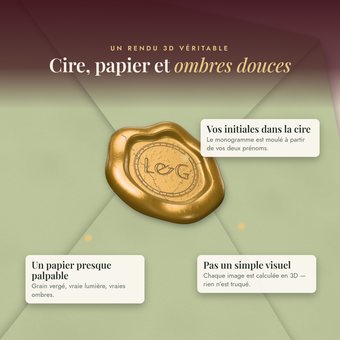 UN RENDU 3D VÉRITABLE
Cire, papier et ombres douces
Vos initiales dans la cire
Le monogramme est moulé à partir
de vos deux prénoms.
L&G
Un papier presque
palpable
Grain vergé, vraie lumière, vraies
ombres.
Pas un simple visuel
Chaque image est calculée en 3D —
rien n'est truqué.